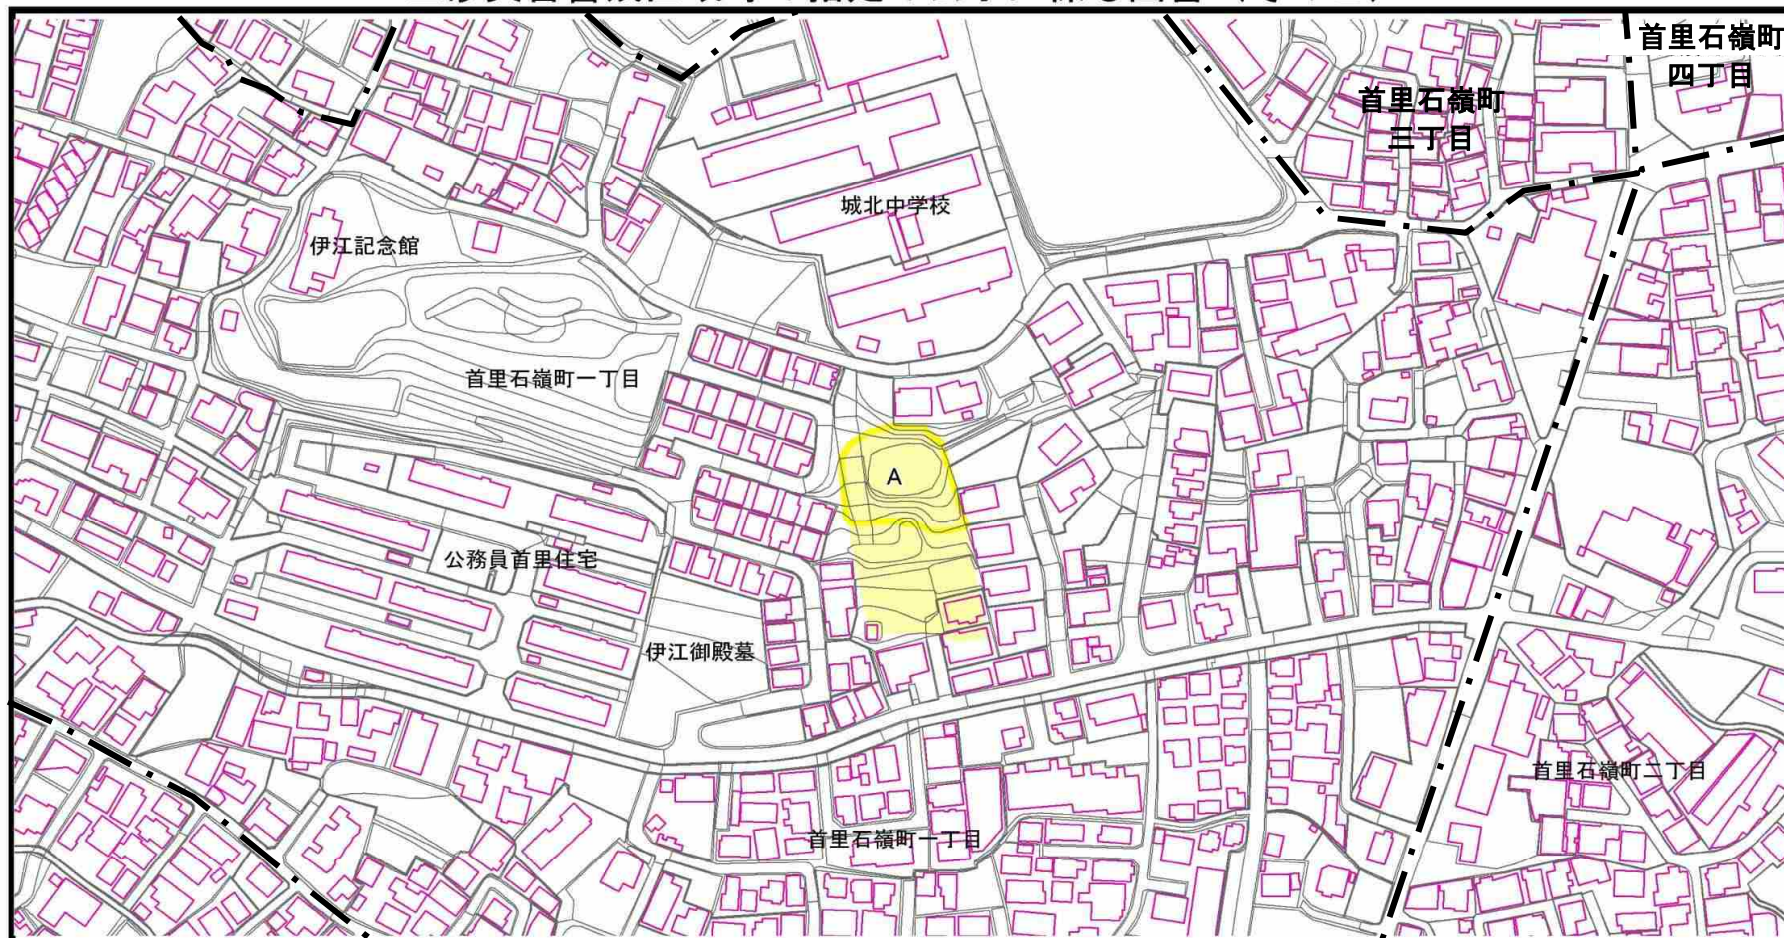 首里石嶺町
四丁目
首里石嶺町
三丁目
城北中学校
伊江記念館
首里石嶺町一丁目
A
公務員首里住宅
伊江御殿墓
首里石嶺町二丁目
首里石嶺町一丁目